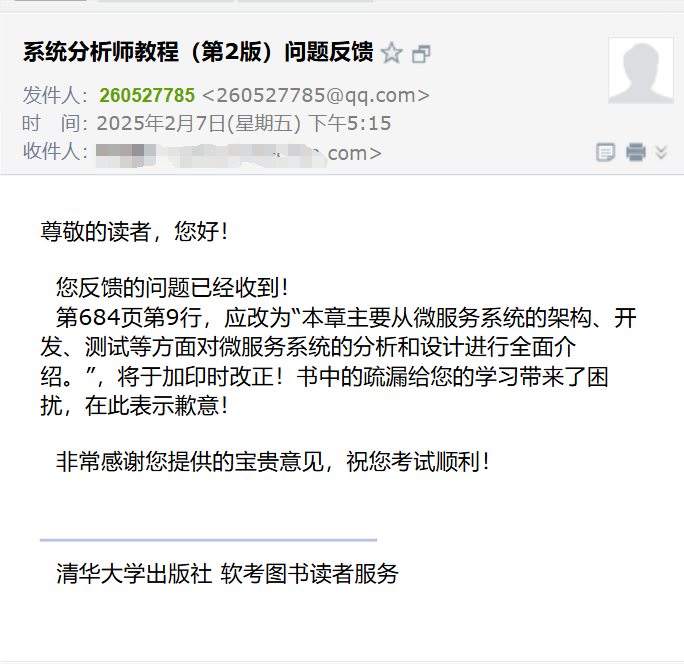 系统分析师教程（第2版）问题反馈
发件人：260527785 <260527785@qq.com>
时　间：2025年2月7日(星期五) 下午5:15
收件人：.com>
尊敬的读者，您好！
您反馈的问题已经收到！
第684页第9行，应改为“本章主要从微服务系统的架构、开
发、测试等方面对微服务系统的分析和设计进行全面介
绍。”，将于加印时改正！书中的疏漏给您的学习带来了困
扰，在此表示歉意！
非常感谢您提供的宝贵意见，祝您考试顺利！
清华大学出版社 软考图书读者服务